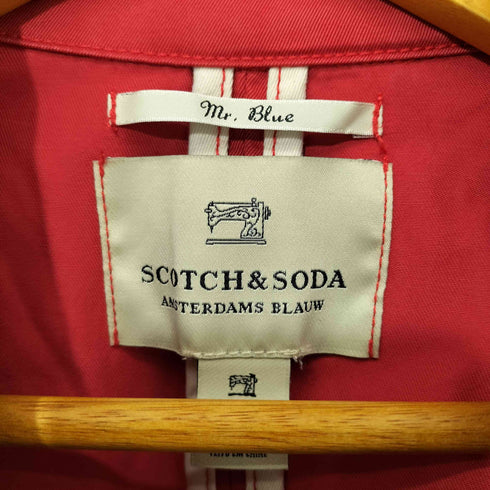 Mr. Blue
SCOTCH & SODA
AMSTERDAMS BLAUW